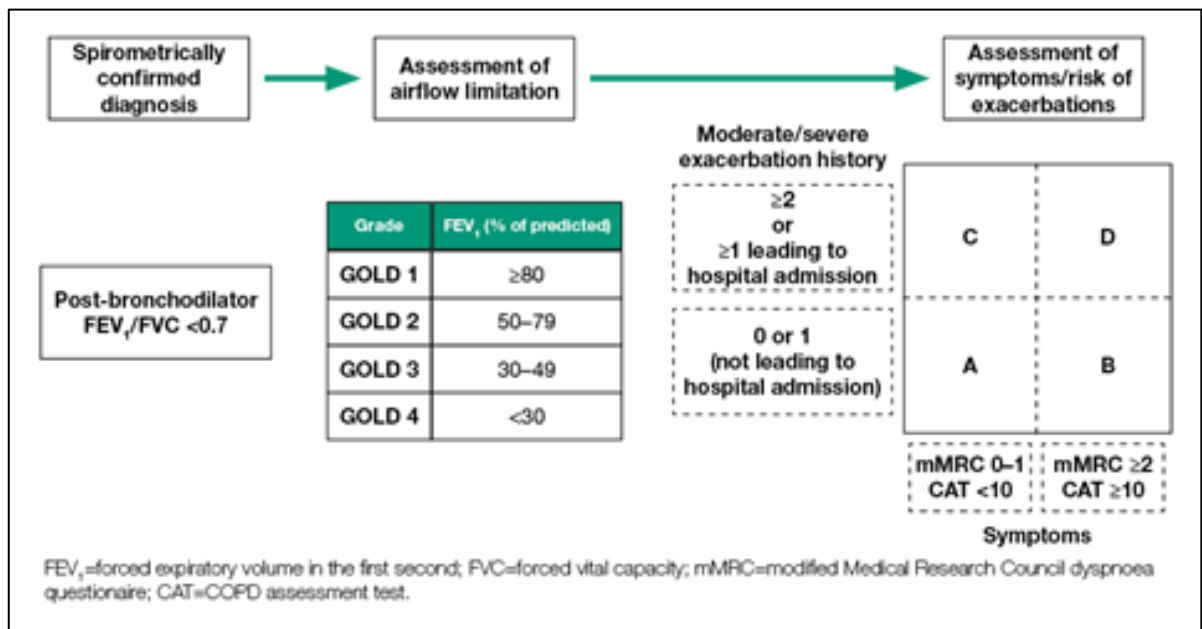 Spirometrically
confirmed
diagnosis
Assessment of
airflow limitation
Assessment of
symptoms/risk of
exacerbations
Post-bronchodilator
FEV₁/FVC <0.7
Grade FEV₁ (% of predicted)
GOLD 1 ≥80
GOLD 2 50–79
GOLD 3 30–49
GOLD 4 <30
Moderate/severe
exacerbation history
≥2
or
≥1 leading to
hospital admission
0 or 1
(not leading to
hospital admission)
C D
A B
mMRC 0–1
CAT <10
mMRC ≥2
CAT ≥10
Symptoms
FEV₁=forced expiratory volume in the first second; FVC=forced vital capacity; mMRC=modified Medical Research Council dyspnoea
questionaire; CAT=COPD assessment test.